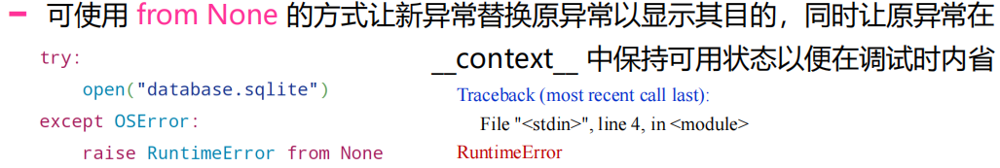 – 可使用 from None 的方式让新异常替换原异常以显示其目的，同时让原异常在
__context__ 中保持可用状态以便在调试时内省
try:
    open("database.sqlite")
except OSError:
    raise RuntimeError from None
Traceback (most recent call last):
    File "<stdin>", line 4, in <module>
RuntimeError